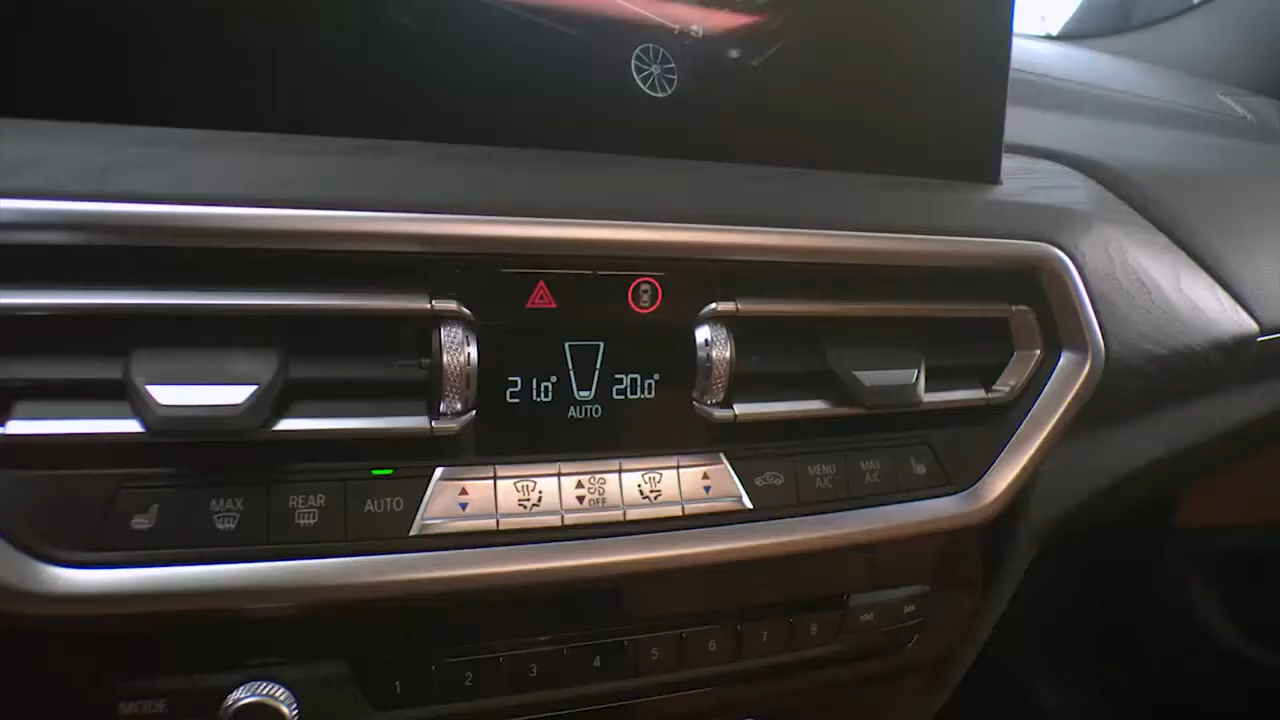 21.0° 20.0°
AUTO
MAX
REAR
AUTO
OFF
MENU
A/C
MAX
A/C
1 2 3 4 5 6 7 8
MODE